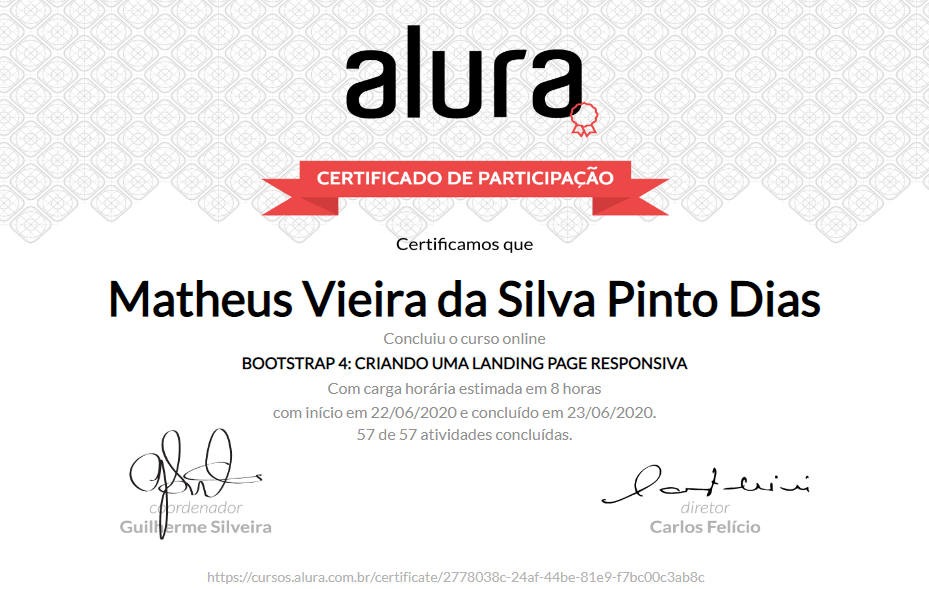 alura
CERTIFICADO DE PARTICIPAÇÃO
Certificamos que
Matheus Vieira da Silva Pinto Dias
Concluiu o curso online
BOOTSTRAP 4: CRIANDO UMA LANDING PAGE RESPONSIVA
Com carga horária estimada em 8 horas
com início em 22/06/2020 e concluído em 23/06/2020.
57 de 57 atividades concluídas.
coordenador
Guilherme Silveira
diretor
Carlos Felício
https://cursos.alura.com.br/certificate/2778038c-24af-44be-81e9-f7bc00c3ab8c